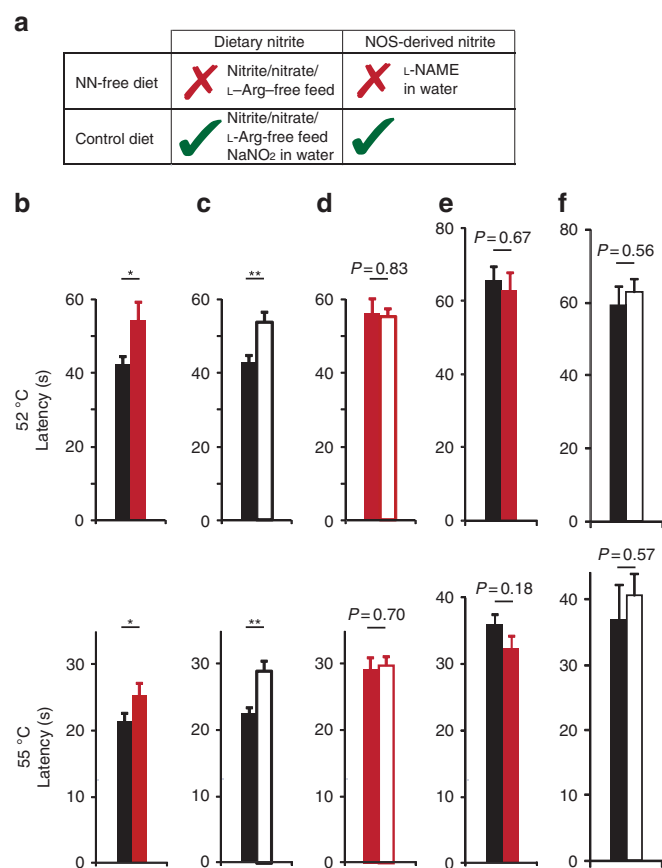 a
Dietary nitrite NOS-derived nitrite
NN-free diet
Nitrite/nitrate/
L–Arg–free feed
L-NAME
in water
Control diet
Nitrite/nitrate/
L-Arg-free feed
NaNO2 in water
b c d e f
52 °C
Latency (s)
60
40
20
0
*
60
40
20
0
**
60
40
20
0
P = 0.83
80
60
40
20
0
P = 0.67
80
60
40
20
0
P = 0.56
55 °C
Latency (s)
30
20
10
0
*
30
20
10
0
**
30
20
10
0
P = 0.70
40
30
20
10
0
P = 0.18
40
30
20
10
0
P = 0.57